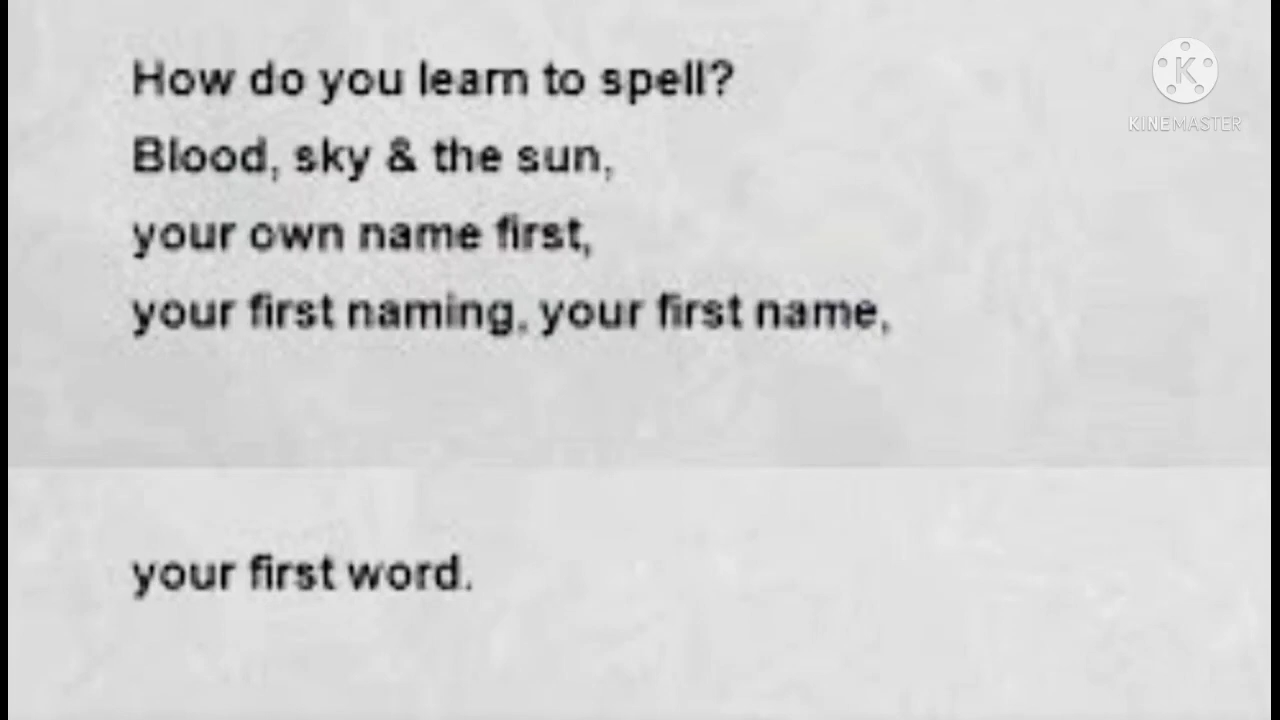 How do you learn to spell?
Blood, sky & the sun,
your own name first,
your first naming, your first name,
your first word.
KINEMASTER